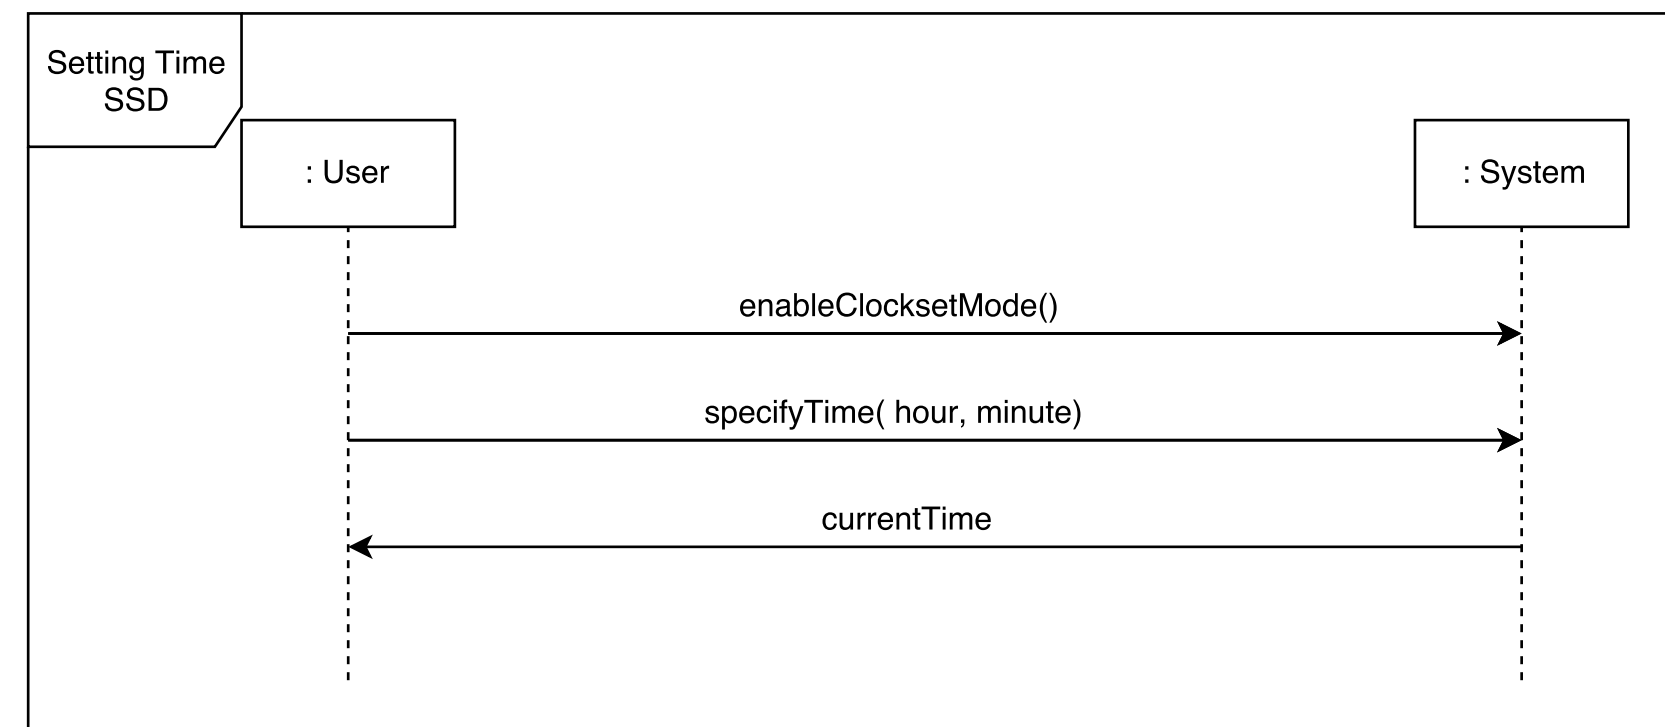 Setting Time
SSD
: User
: System
enableClocksetMode()
specifyTime( hour, minute)
currentTime